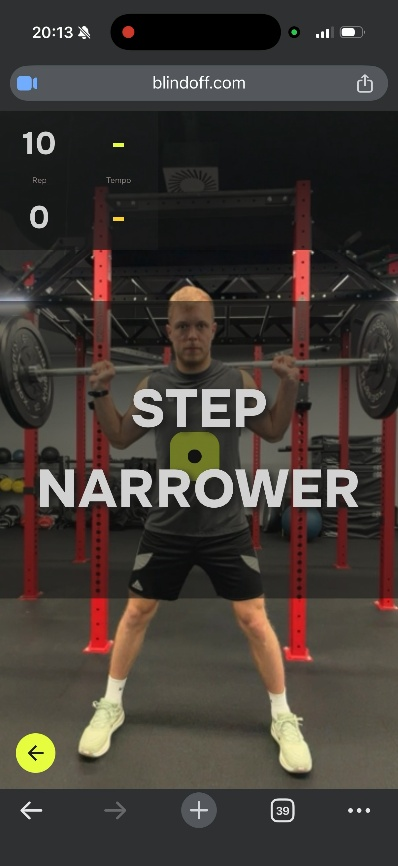 20:13
blindoff.com
10 -
Rep Tempo
0 -
STEP
NARROWER
39